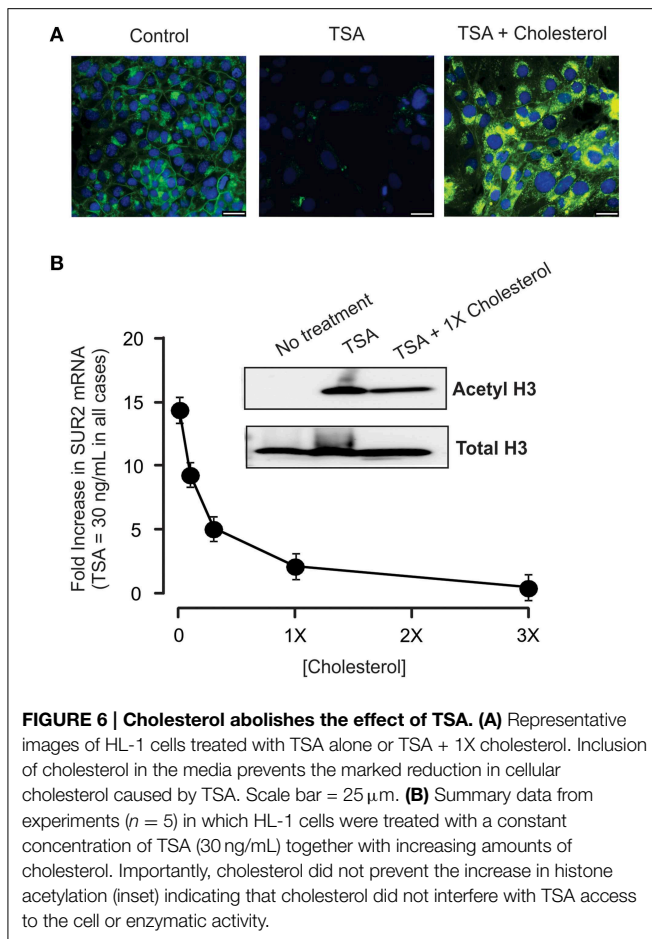 A
Control
TSA
TSA + Cholesterol
B
No treatment
TSA
TSA + 1X Cholesterol
Acetyl H3
Total H3
Fold Increase in SUR2 mRNA
(TSA = 30 ng/mL in all cases)
20
15
10
5
0
0
1X
2X
3X
[Cholesterol]
FIGURE 6 | Cholesterol abolishes the effect of TSA. (A) Representative
images of HL-1 cells treated with TSA alone or TSA + 1X cholesterol. Inclusion
of cholesterol in the media prevents the marked reduction in cellular
cholesterol caused by TSA. Scale bar = 25 μm. (B) Summary data from
experiments (n = 5) in which HL-1 cells were treated with a constant
concentration of TSA (30 ng/mL) together with increasing amounts of
cholesterol. Importantly, cholesterol did not prevent the increase in histone
acetylation (inset) indicating that cholesterol did not interfere with TSA access
to the cell or enzymatic activity.